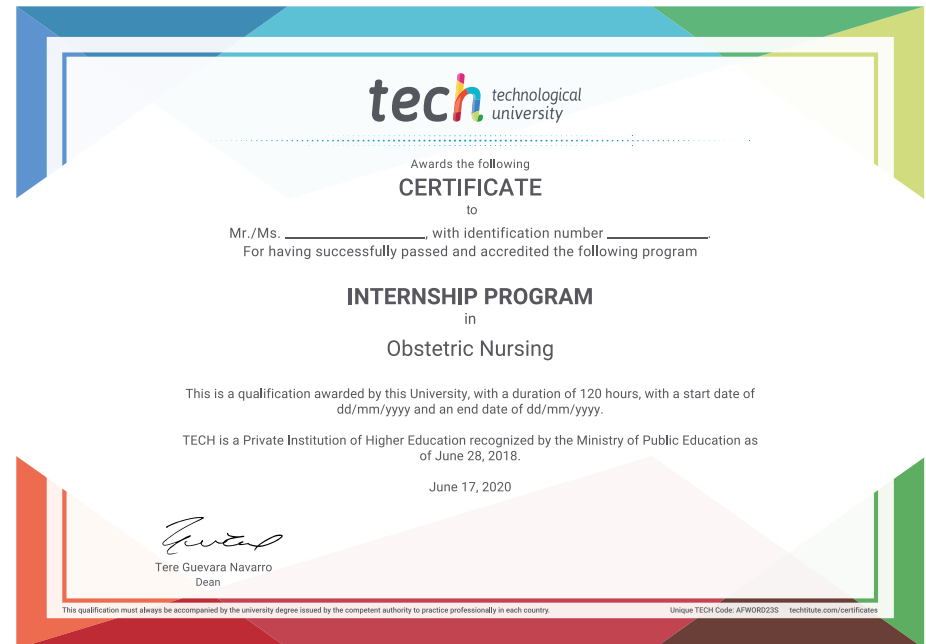 tech technological
university
Awards the following
CERTIFICATE
to
Mr./Ms. ____________________, with identification number ______________.
For having successfully passed and accredited the following program
INTERNSHIP PROGRAM
in
Obstetric Nursing
This is a qualification awarded by this University, with a duration of 120 hours, with a start date of
dd/mm/yyyy and an end date of dd/mm/yyyy.
TECH is a Private Institution of Higher Education recognized by the Ministry of Public Education as
of June 28, 2018.
June 17, 2020
Tere Guevara Navarro
Dean
This qualification must always be accompanied by the university degree issued by the competent authority to practice professionally in each country.
Unique TECH Code: AFWORD23S techtitute.com/certificates